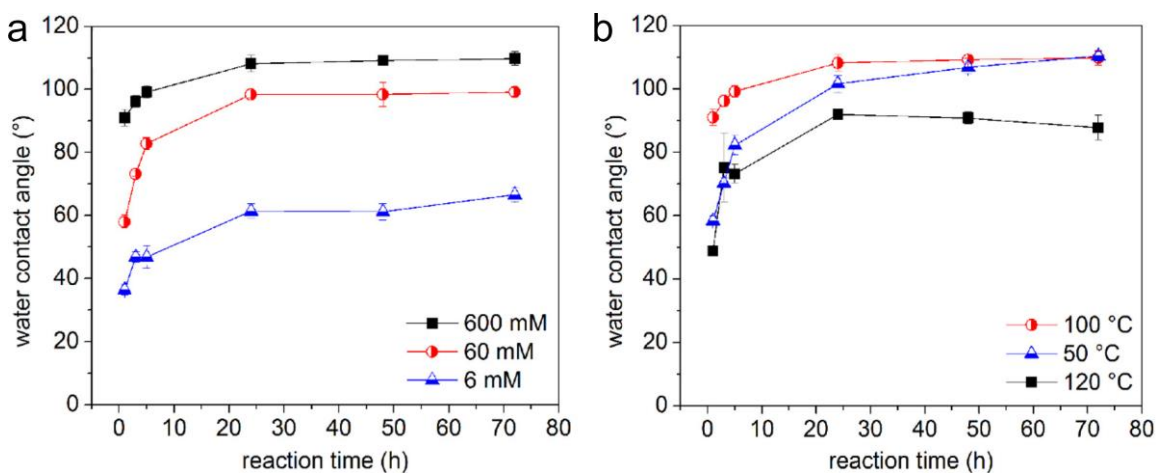 a
120
100
80
60
40
20
0
water contact angle (°)
600 mM
60 mM
6 mM
0 10 20 30 40 50 60 70 80
reaction time (h)
b
120
100
80
60
40
20
0
water contact angle (°)
100 °C
50 °C
120 °C
0 10 20 30 40 50 60 70 80
reaction time (h)